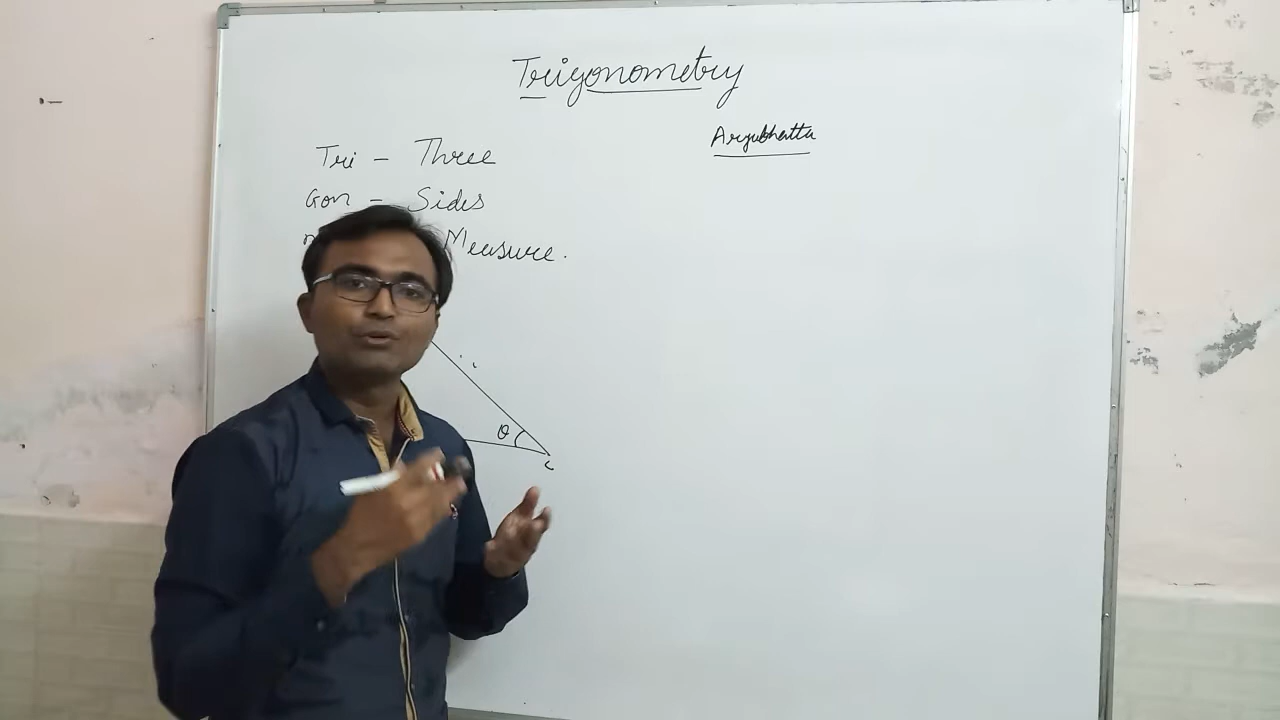 Trigonometry
Aryabhatta
Tri - Three
Gon - Sides
Measure.
θ
C